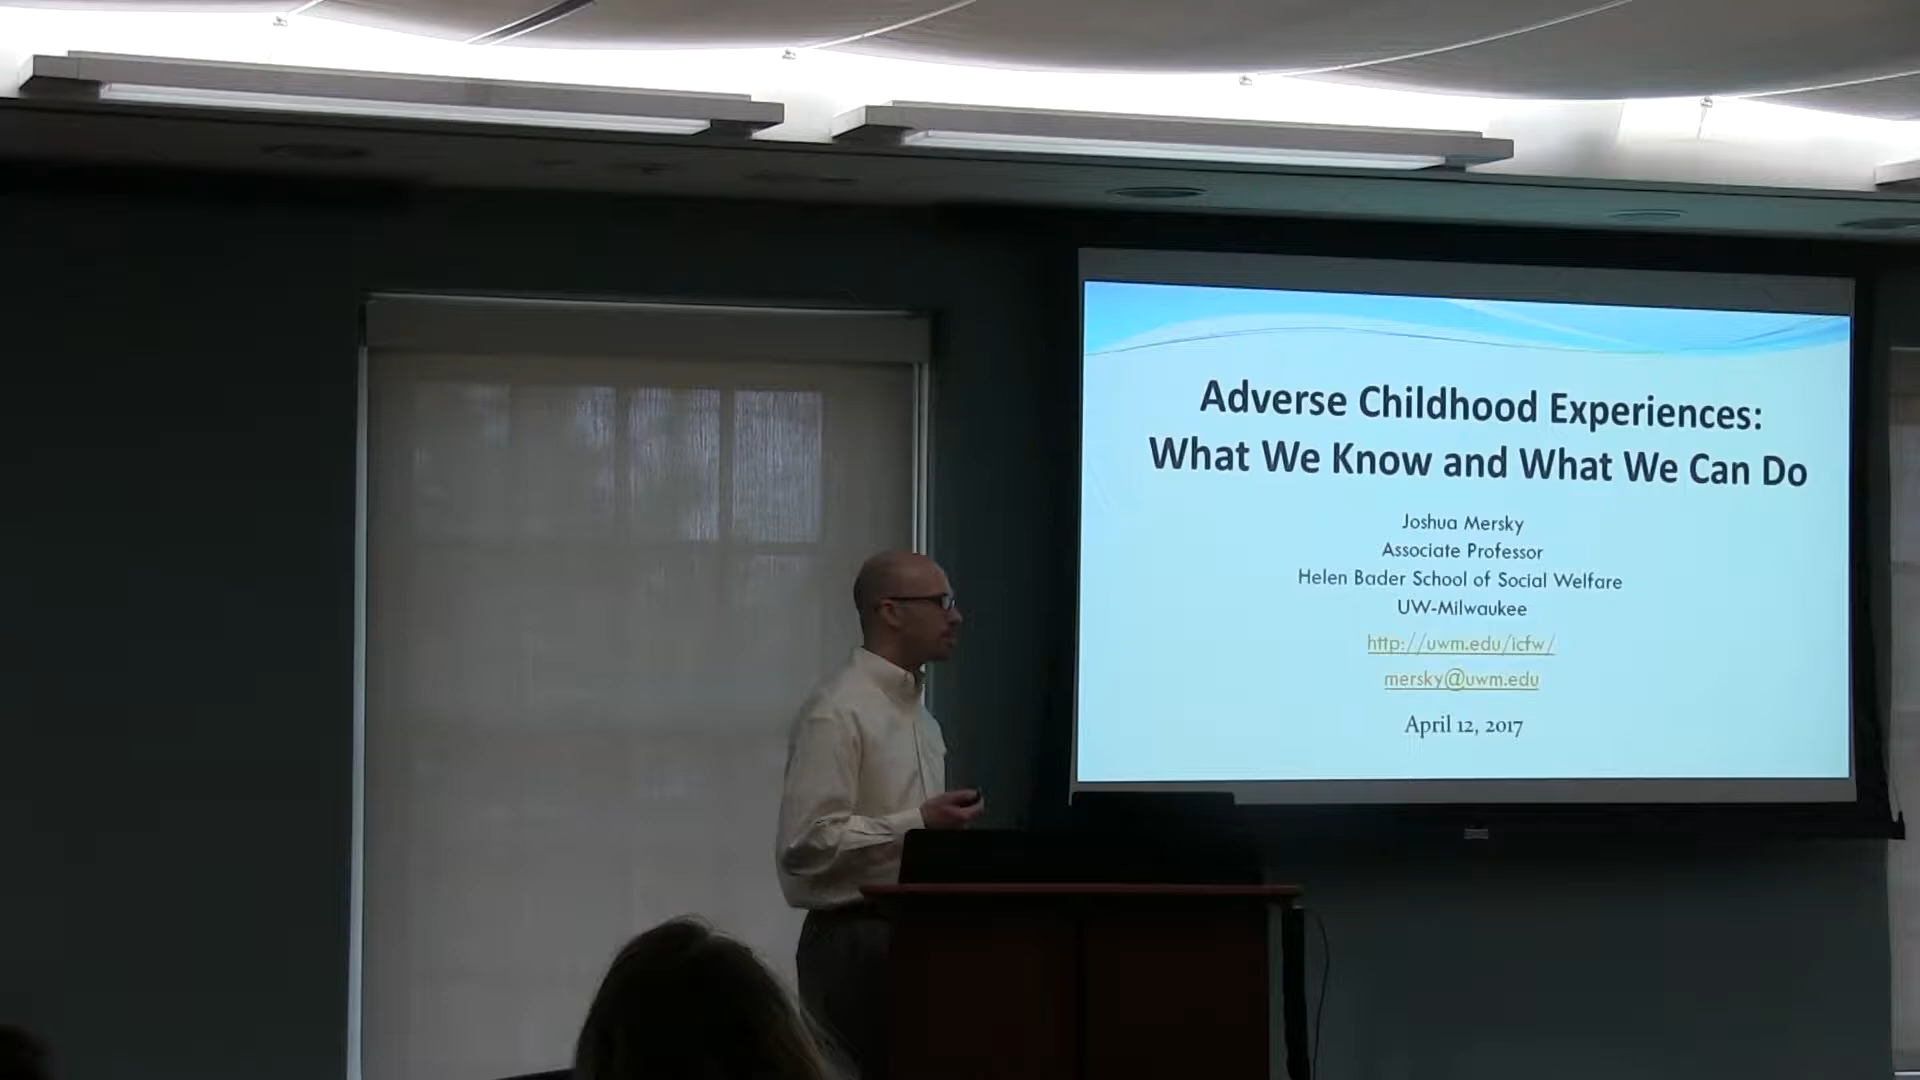 Adverse Childhood Experiences:
What We Know and What We Can Do
Joshua Mersky
Associate Professor
Helen Bader School of Social Welfare
UW-Milwaukee
http://uwm.edu/icfw/
mersky@uwm.edu
April 12, 2017